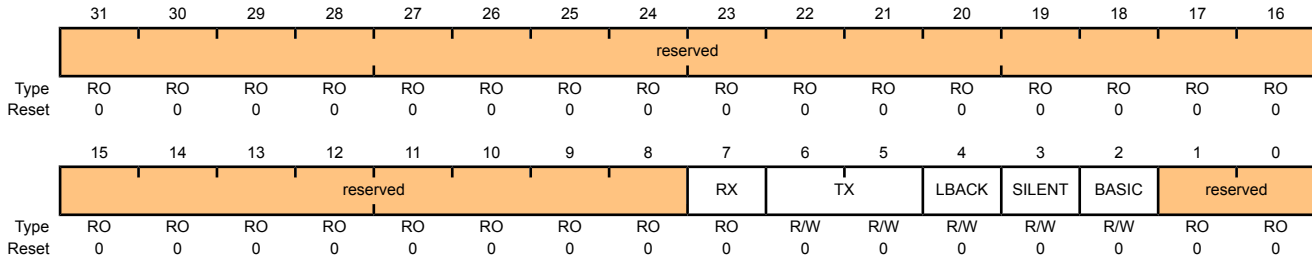 31 30 29 28 27 26 25 24 23 22 21 20 19 18 17 16
reserved
Type RO RO RO RO RO RO RO RO RO RO RO RO RO RO RO RO
Reset 0 0 0 0 0 0 0 0 0 0 0 0 0 0 0 0
15 14 13 12 11 10 9 8 7 6 5 4 3 2 1 0
reserved RX TX LBACK SILENT BASIC reserved
Type RO RO RO RO RO RO RO RO RO R/W R/W R/W R/W R/W RO RO
Reset 0 0 0 0 0 0 0 0 0 0 0 0 0 0 0 0